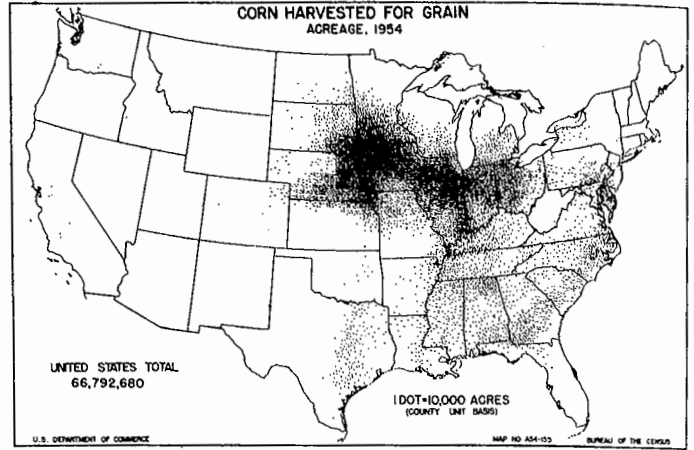 CORN HARVESTED FOR GRAIN
ACREAGE, 1954
UNITED STATES TOTAL
66,792,680
1 DOT=10,000 ACRES
(COUNTY UNIT BASIS)
U.S. DEPARTMENT OF COMMERCE
MAP NO A54-155
BUREAU OF THE CENSUS